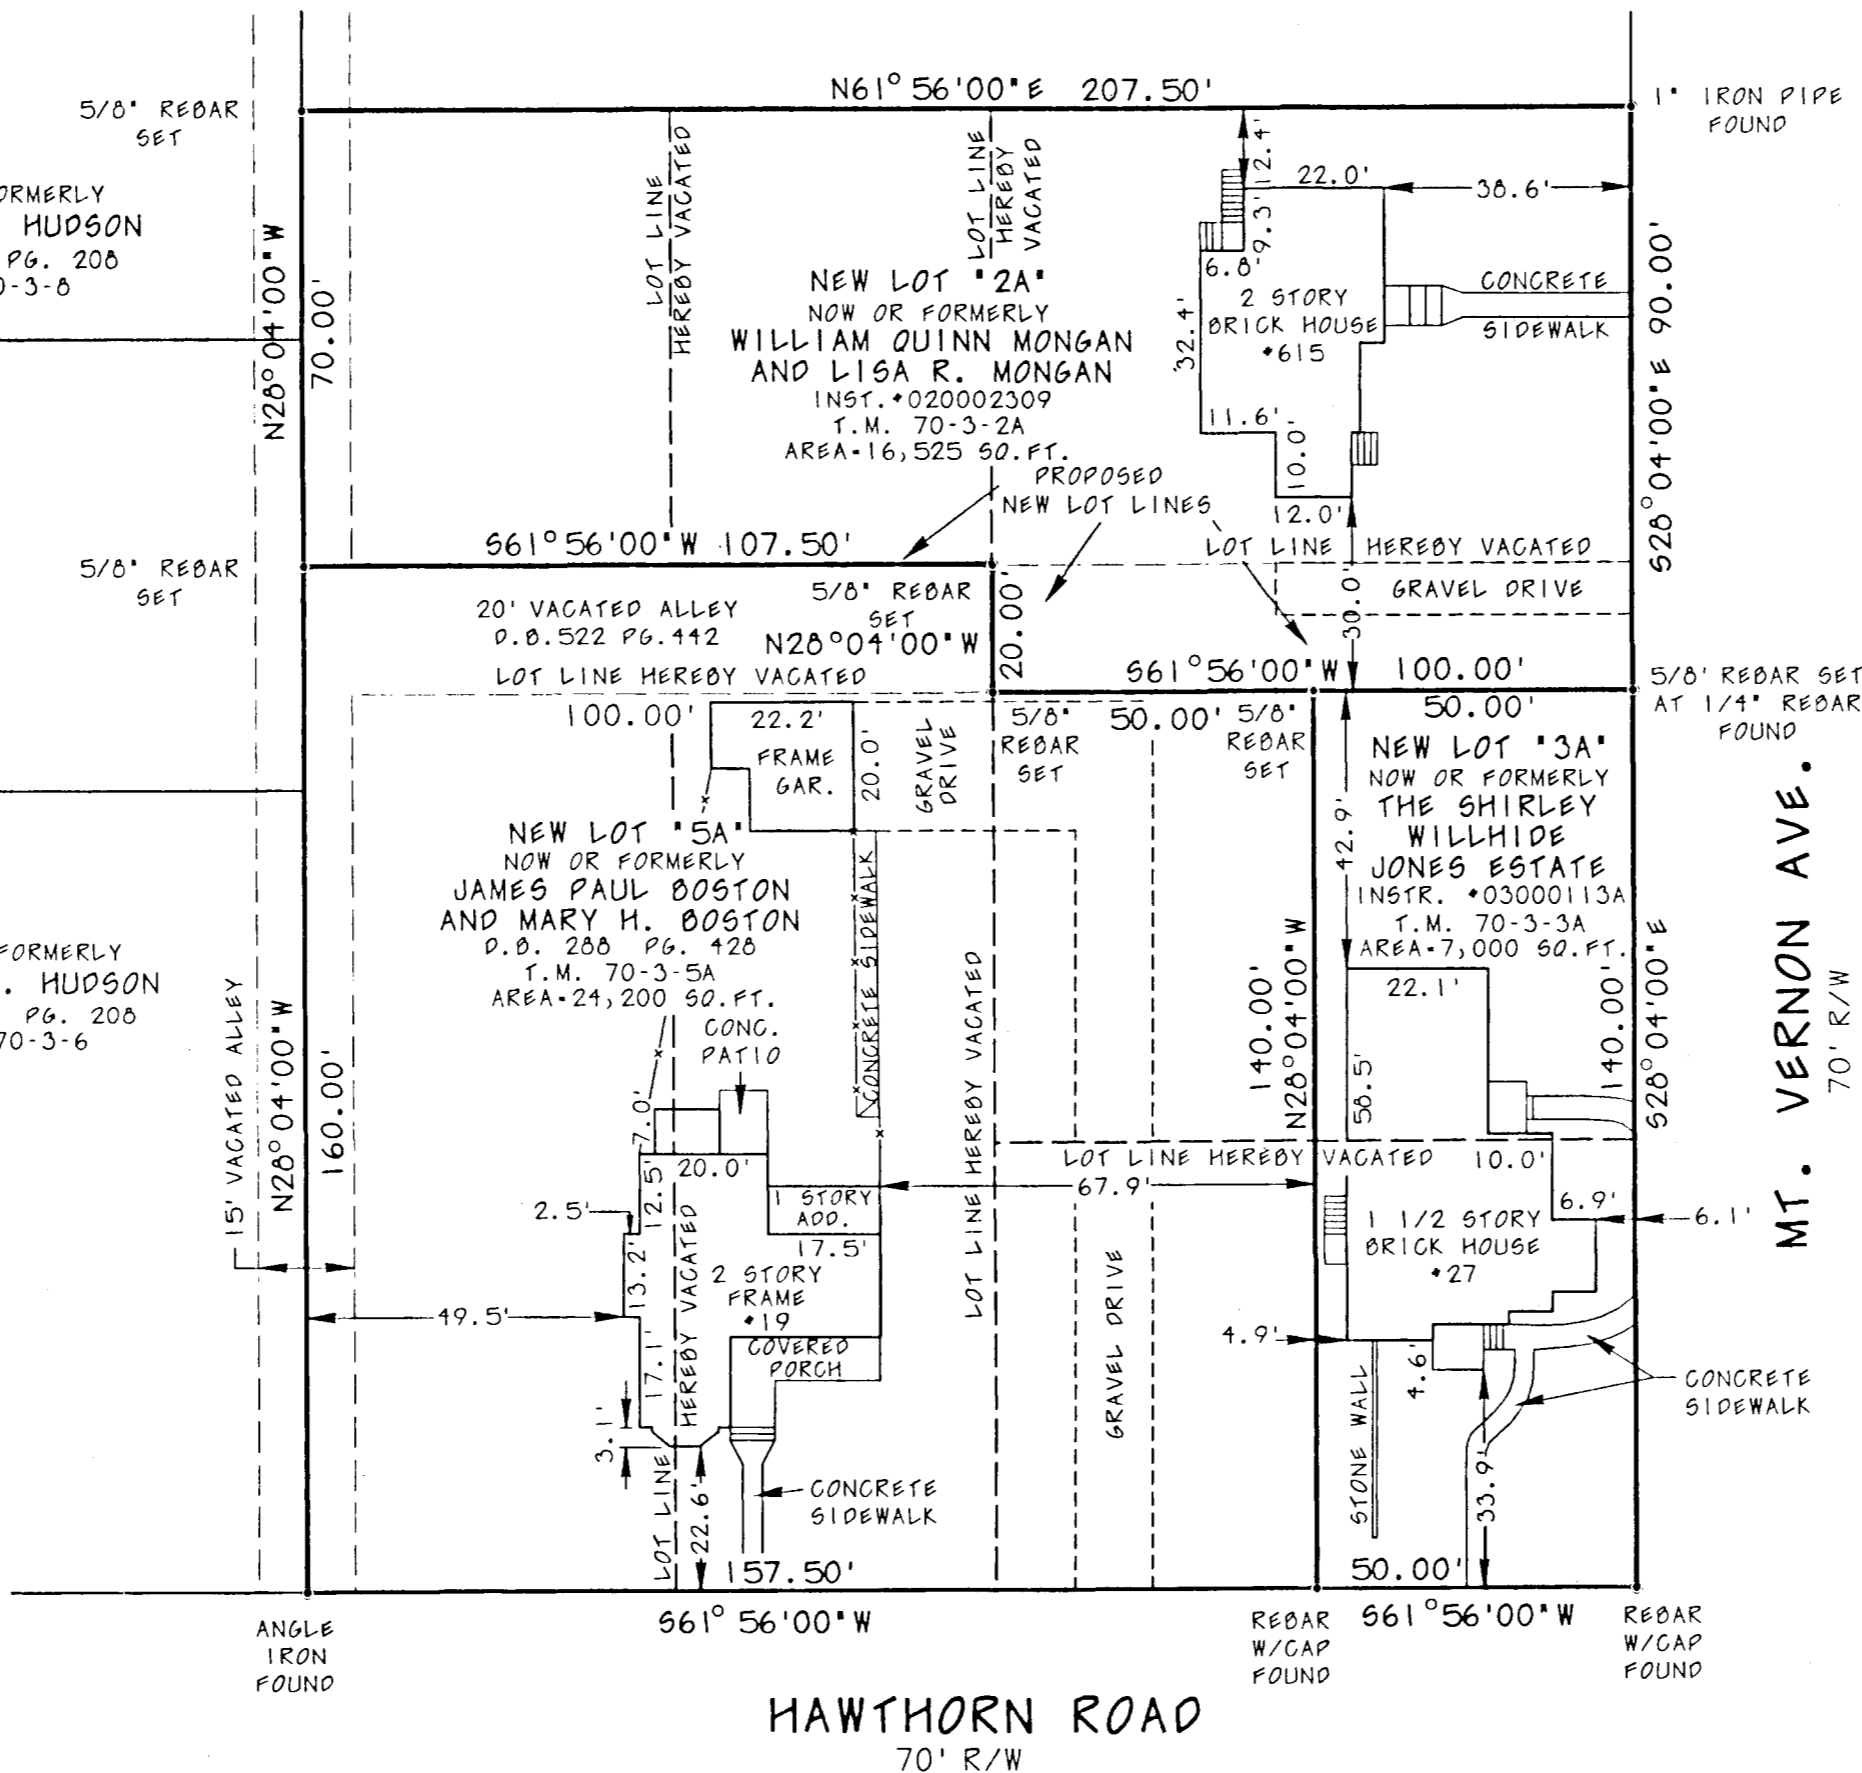 N61°56'00"E 207.50'
5/8" REBAR
SET
1" IRON PIPE
FOUND
ORMERLY
HUDSON
PG. 208
0-3-8
N28°04'00"W
70.00'
LOT LINE
HEREBY VACATED
LOT LINE
HEREBY
VACATED
12.4'
22.0'
38.6'
9.3'
6.8'
2 STORY
BRICK HOUSE
#615
32.4'
11.6'
10.0'
12.0'
CONCRETE
SIDEWALK
S28°04'00"E 90.00'
NEW LOT "2A"
NOW OR FORMERLY
WILLIAM QUINN MONGAN
AND LISA R. MONGAN
INST.#020002309
T.M. 70-3-2A
AREA=16,525 SQ.FT.
PROPOSED
NEW LOT LINES
S61°56'00"W 107.50'
LOT LINE HEREBY VACATED
GRAVEL DRIVE
30.0'
5/8" REBAR
SET
5/8" REBAR
SET
20' VACATED ALLEY
D.B.522 PG.442
N28°04'00"W
20.00'
LOT LINE HEREBY VACATED
S61°56'00"W 100.00'
5/8' REBAR SET
AT 1/4" REBAR
FOUND
100.00'
22.2'
FRAME
GAR.
20.0'
GRAVEL
DRIVE
5/8"
REBAR
SET
50.00'
5/8"
REBAR
SET
50.00'
NEW LOT "3A"
NOW OR FORMERLY
THE SHIRLEY
WILLHIDE
JONES ESTATE
INSTR. #03000113A
T.M. 70-3-3A
AREA=7,000 SQ.FT.
42.9'
NEW LOT "5A"
NOW OR FORMERLY
JAMES PAUL BOSTON
AND MARY H. BOSTON
D.B. 288 PG. 428
T.M. 70-3-5A
AREA=24,200 SQ.FT.
CONC.
PATIO
CONCRETE SIDEWALK
FORMERLY
. HUDSON
PG. 208
70-3-6
15' VACATED ALLEY
N28°04'00"W
160.00'
LOT LINE HEREBY VACATED
140.00'
N28°04'00"W
22.1'
58.5'
140.00'
S28°04'00"E
MT. VERNON AVE.
70' R/W
7.0'
20.0'
12.5'
2.5'
13.2'
1 STORY
ADD.
17.5'
67.9'
LOT LINE HEREBY VACATED
10.0'
6.9'
6.1'
1 1/2 STORY
BRICK HOUSE
#27
2 STORY
FRAME
#19
COVERED
PORCH
49.5'
17.1'
3.1'
LOT LINE HEREBY VACATED
22.6'
CONCRETE
SIDEWALK
GRAVEL DRIVE
4.9'
4.6'
STONE WALL
33.9'
CONCRETE
SIDEWALK
157.50'
S61°56'00"W
50.00'
S61°56'00"W
ANGLE
IRON
FOUND
REBAR
W/CAP
FOUND
REBAR
W/CAP
FOUND
HAWTHORN ROAD
70' R/W